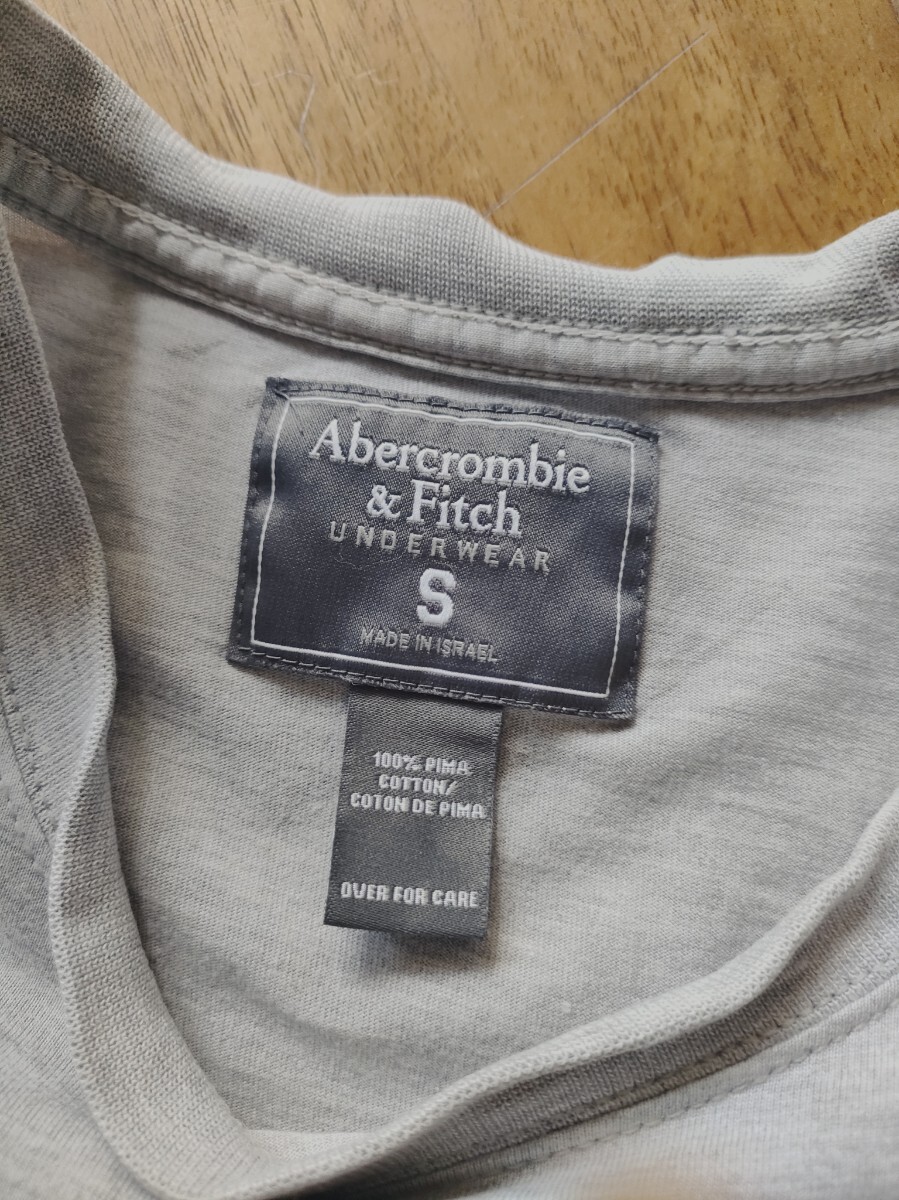 Abercrombie
& Fitch
UNDERWEAR
S
MADE IN ISRAEL
100% PIMA
COTTON/
COTON DE PIMA
OVER FOR CARE